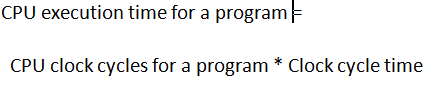 CPU execution time for a program =
CPU clock cycles for a program * Clock cycle time